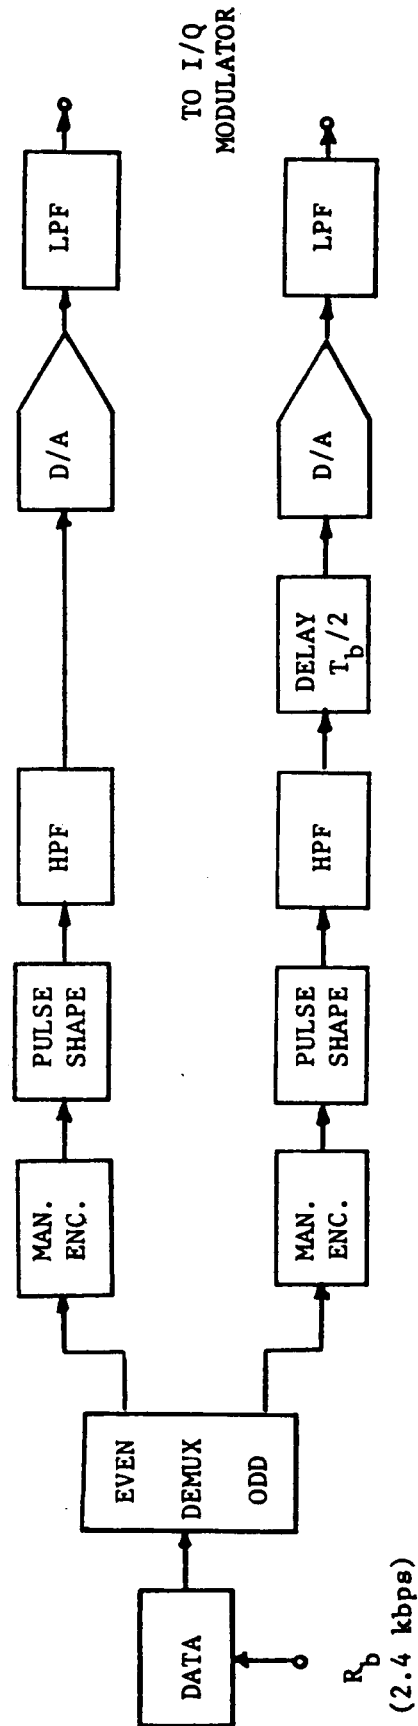 DATA
R_b
(2.4 kbps)
EVEN
DEMUX
ODD
MAN.
ENC.
PULSE
SHAPE
HPF
D/A
LPF
MAN.
ENC.
PULSE
SHAPE
HPF
DELAY
T_b/2
D/A
LPF
TO I/Q
MODULATOR